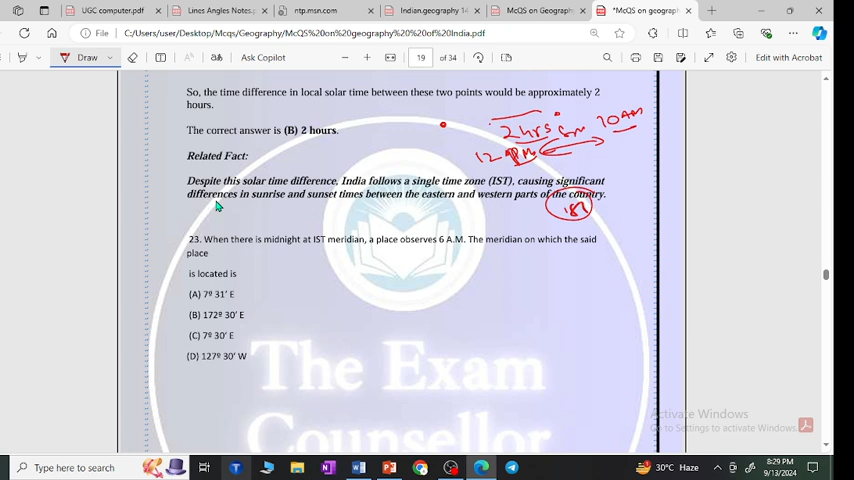 UGC computer.pdf
Lines Angles Notes.p
ntp.msn.com
Indian.geography 14
MCQS on Geography
*McQS on geograph
File
C:/Users/user/Desktop/Mcqs/Geography/McQS%20on%20geography%20%20of%20India.pdf
Draw
Ask Copilot
19 of 34
Edit with Acrobat
So, the time difference in local solar time between these two points would be approximately 2
hours.
2 hrs
10 AM
The correct answer is (B) 2 hours.
12 PM
Related Fact:
Despite this solar time difference, India follows a single time zone (IST), causing significant
differences in sunrise and sunset times between the eastern and western parts of the country.
23. When there is midnight at IST meridian, a place observes 6 A.M. The meridian on which the said
place
is located is
(A) 7º 31’ E
(B) 172º 30’ E
(C) 7º 30’ E
(D) 127º 30’ W
The Exam
Counsellor
Activate Windows
Go to Settings to activate Windows.
Type here to search
30°C Haze
8:29 PM
9/13/2024